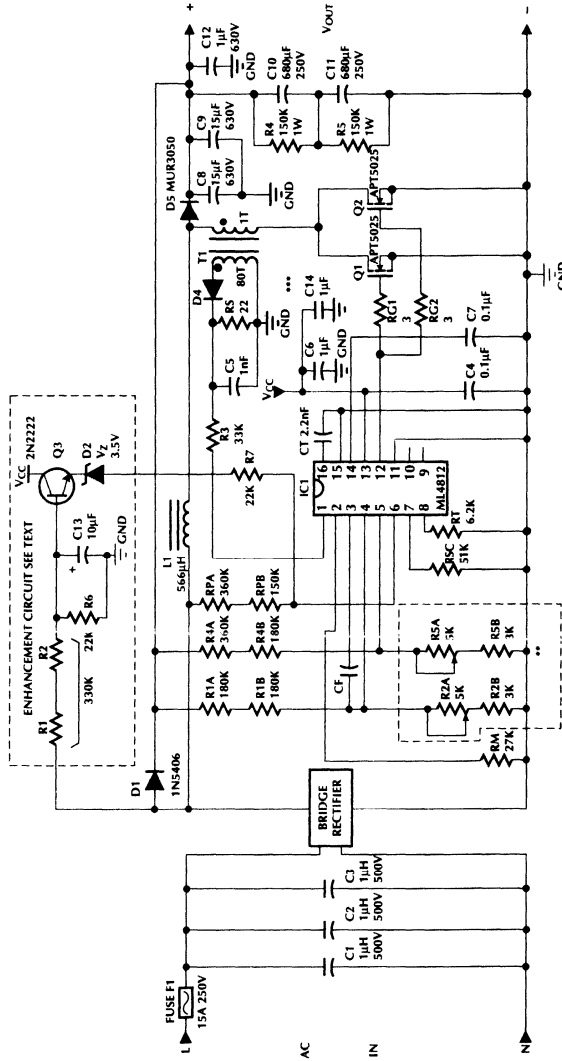 ENHANCEMENT CIRCUIT SEE TEXT
R1
R2
330K
R6
22k
C13
10µF
+
GND
VCC
2N2222
Q3
D2
VZ
3.5V
D1
1N5406
L1
566µH
R7
22K
R3
33K
C5
1nF
RS
22
GND
D4
T1
80T
1T
D5 MUR3050
C8
15µF
630V
C9
15µF
630V
GND
C12
1µF
630V
GND
+
VOUT
-
R4
150K
1W
C10
680µF
250V
R5
150K
1W
C11
680µF
250V
FUSE F1
15A 250V
L
AC
IN
N
C1
1µH
500V
C2
1µH
500V
C3
1µH
500V
BRIDGE
RECTIFIER
R1A
180K
R1B
180K
R4A
360K
R4B
180K
RPA
360K
RPB
150K
CF
RM
27K
R2A
5K
R2B
3K
R5A
5K
R5B
3K
**
RSC
51K
RT
6.2K
IC1
ML4812
1
2
3
4
5
6
7
8
16
15
14
13
12
11
10
9
CT 2.2nF
VCC
C6
1µF
GND
C14
1µF
***
RG1
3
RG2
3
Q1
APT5025
Q2
APT5025
C4
0.1µF
C7
0.1µF
GND